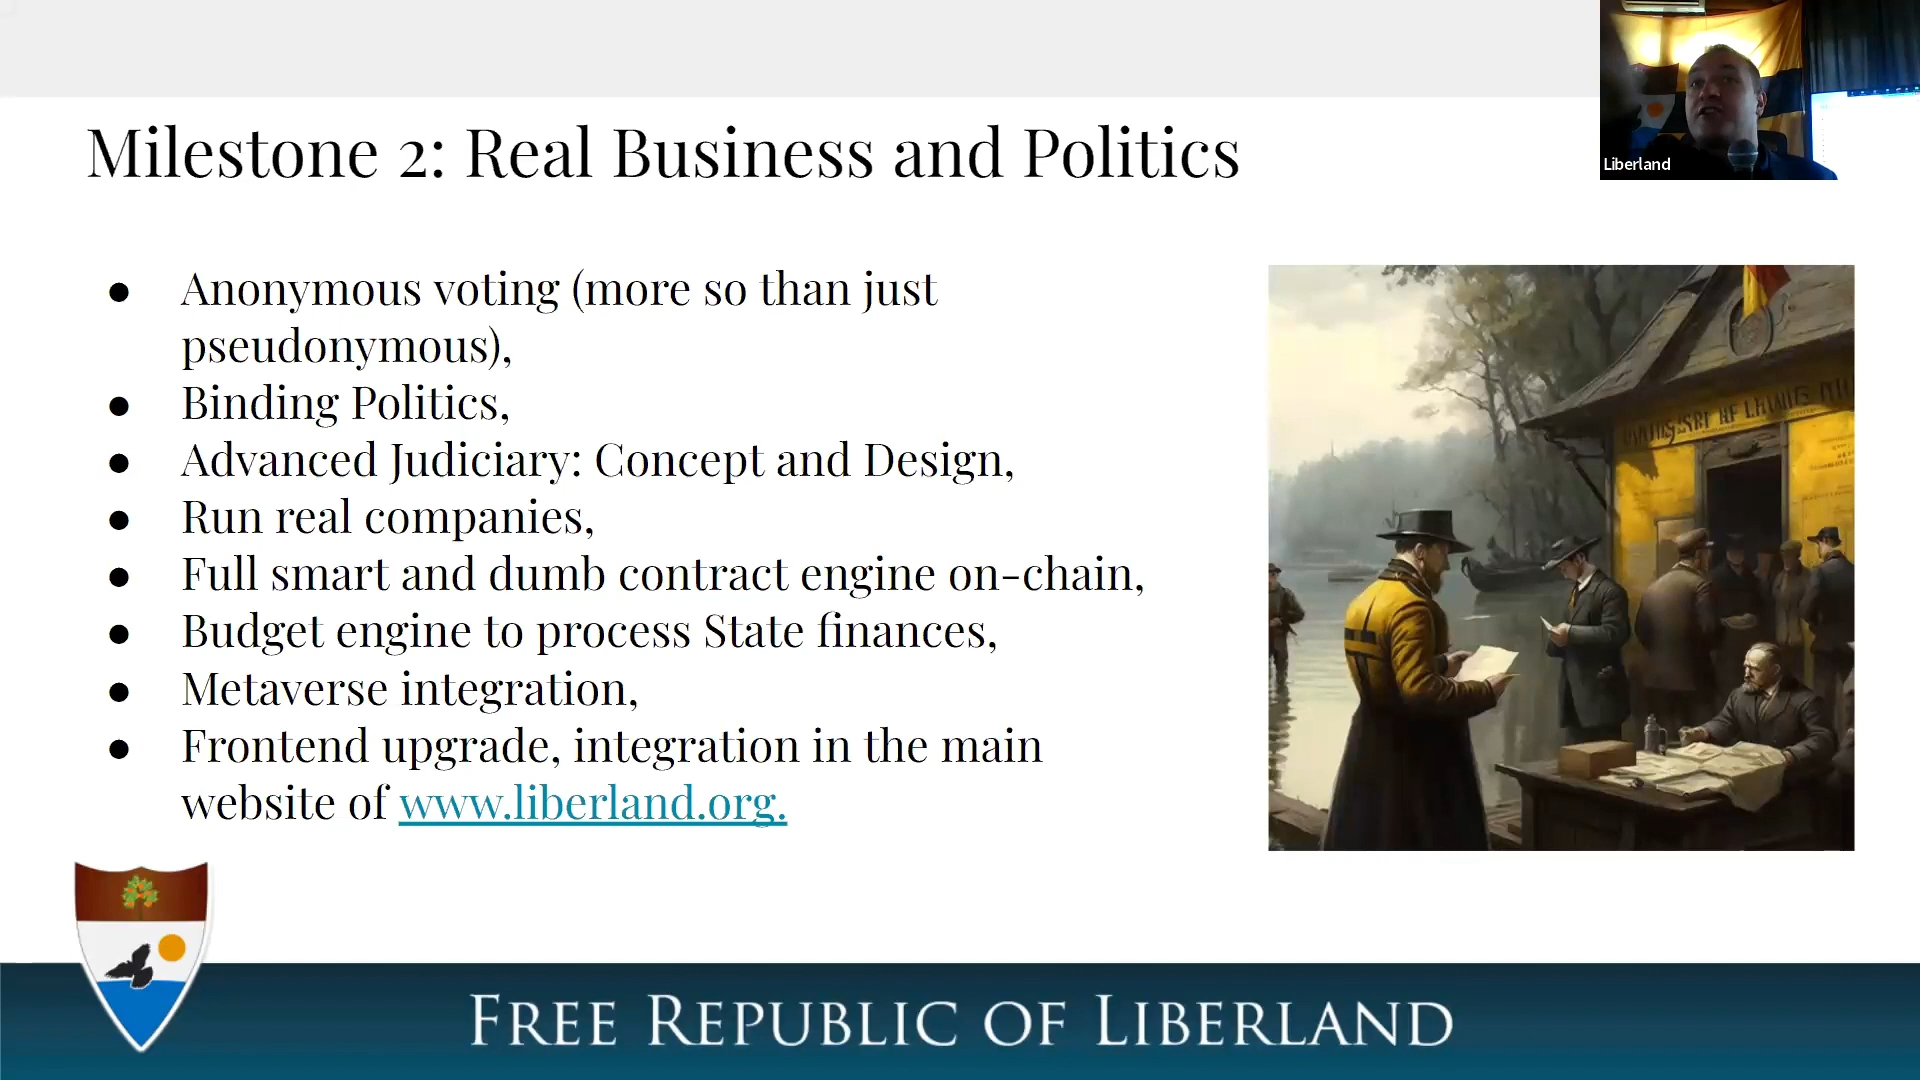 Liberland
Milestone 2: Real Business and Politics
● Anonymous voting (more so than just
pseudonymous),
● Binding Politics,
● Advanced Judiciary: Concept and Design,
● Run real companies,
● Full smart and dumb contract engine on-chain,
● Budget engine to process State finances,
● Metaverse integration,
● Frontend upgrade, integration in the main
website of www.liberland.org.
FREE REPUBLIC OF LIBERLAND